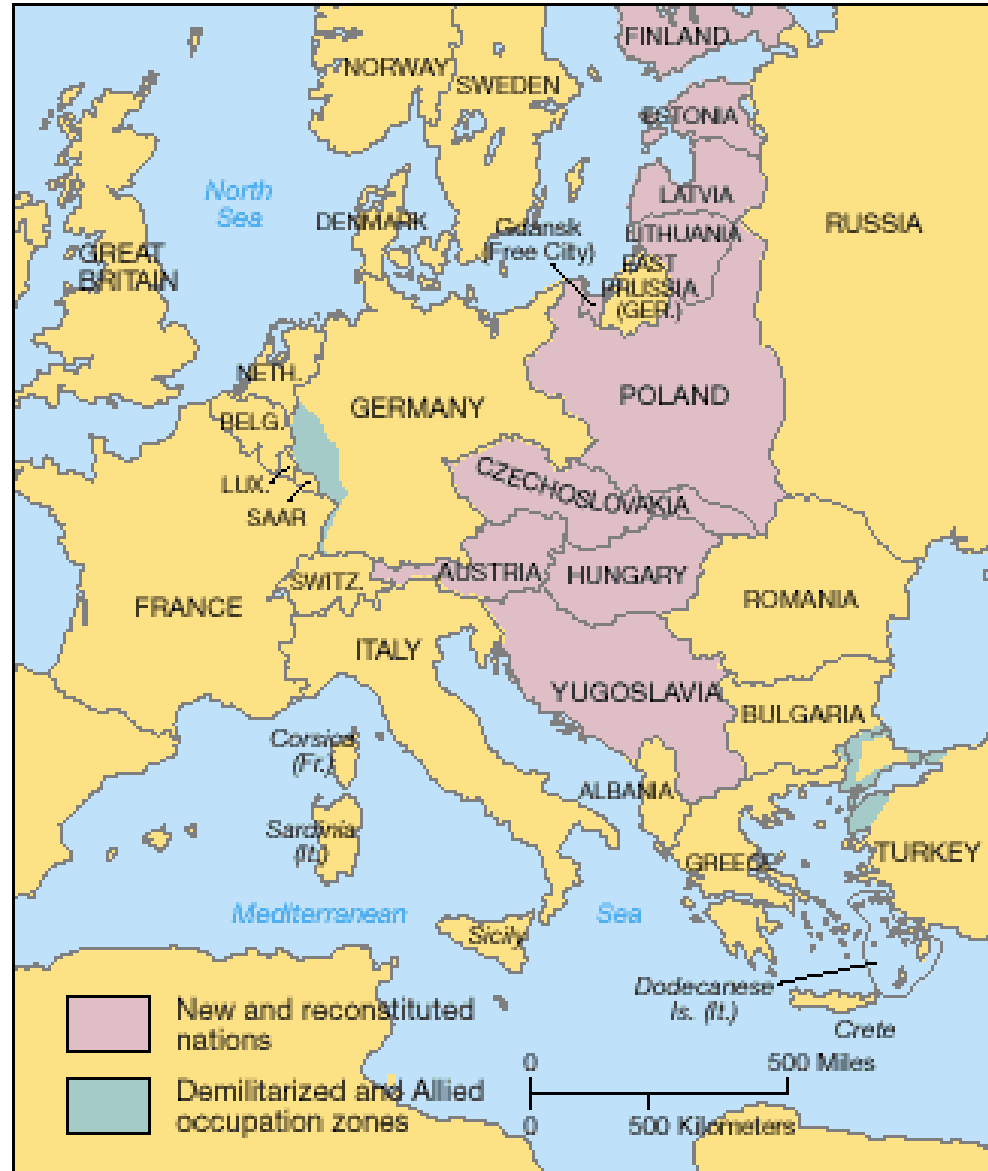 FINLAND
NORWAY
SWEDEN
ESTONIA
North
Sea
LATVIA
DENMARK
Gdansk
(Free City)
LITHUANIA
RUSSIA
GREAT
BRITAIN
EAST
PRUSSIA
(GER.)
NETH.
GERMANY
POLAND
BELG.
LUX.
SAAR
CZECHOSLOVAKIA
SWITZ.
AUSTRIA
HUNGARY
FRANCE
ROMANIA
ITALY
YUGOSLAVIA
BULGARIA
Corsica
(Fr.)
ALBANIA
Sardinia
(It.)
GREECE
TURKEY
Mediterranean
Sea
Sicily
Dodecanese
Is. (It.)
Crete
New and reconstituted
nations
Demilitarized and Allied
occupation zones
0 500 Miles
0 500 Kilometers